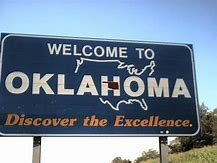 WELCOME TO
OKLAHOMA
Discover the Excellence.